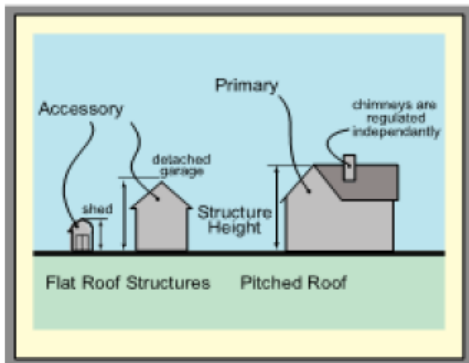 Primary
chimneys are
regulated
independantly
Accessory
detached
garage
shed
Structure
Height
Flat Roof Structures
Pitched Roof